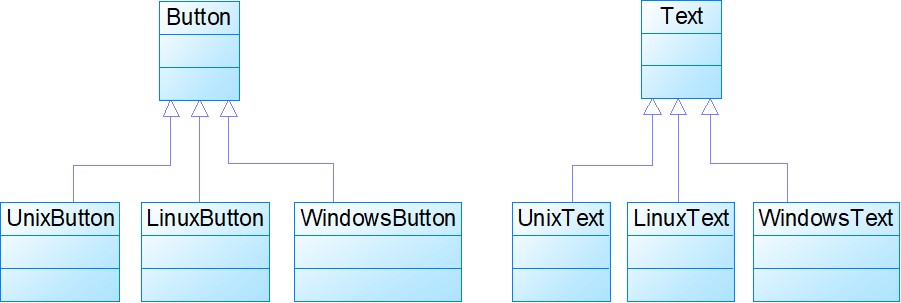 Button
Text
UnixButton
LinuxButton
WindowsButton
UnixText
LinuxText
WindowsText